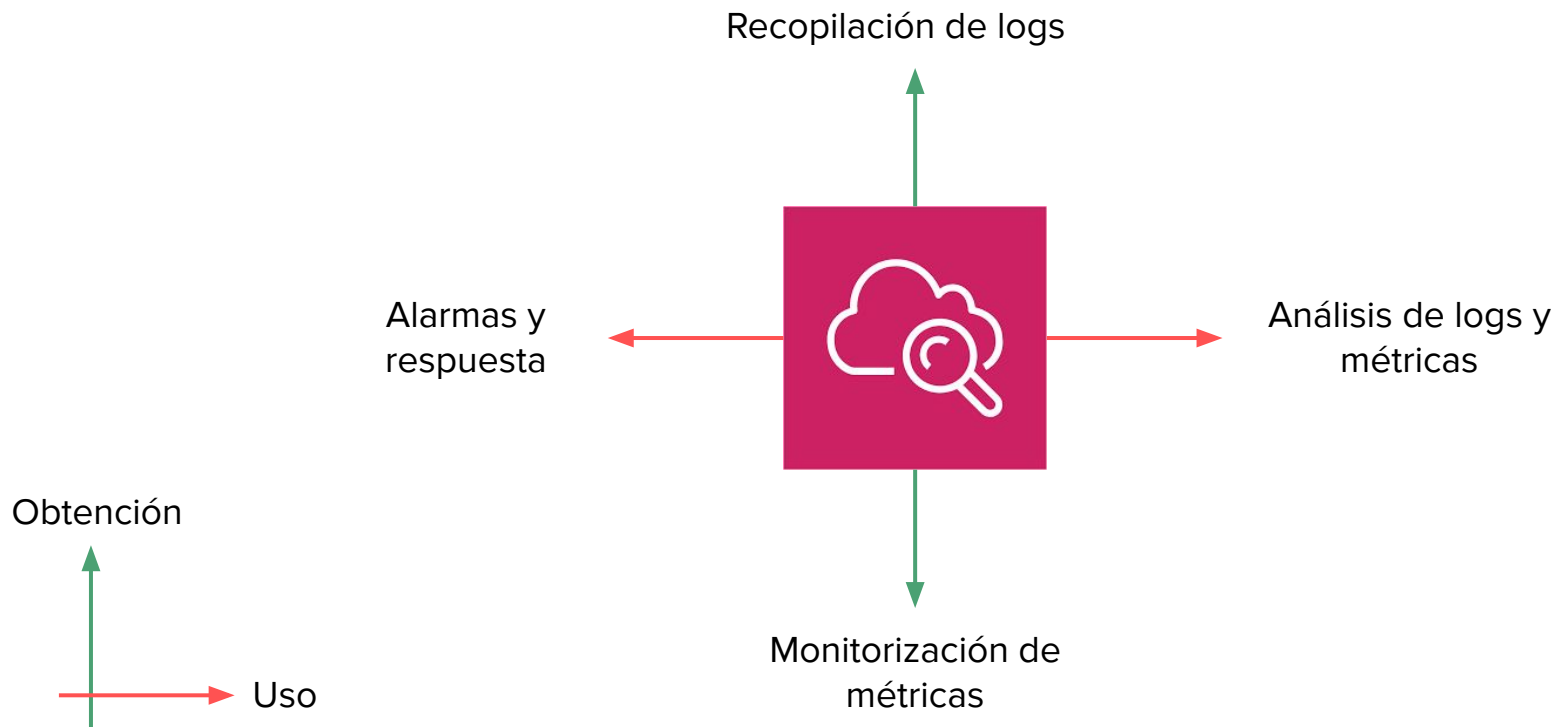 Recopilación de logs
Alarmas y
respuesta
Análisis de logs y
métricas
Obtención
Uso
Monitorización de
métricas